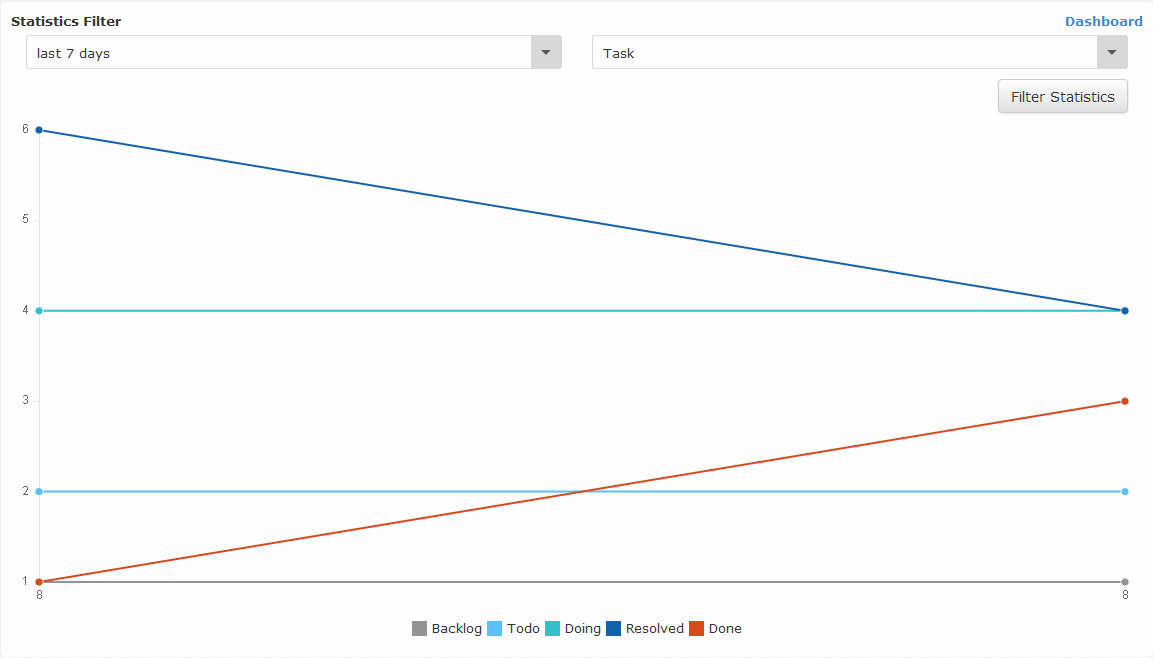 Statistics Filter Dashboard
last 7 days Task
Filter Statistics
6
5
4
3
2
1
8 8
Backlog Todo Doing Resolved Done